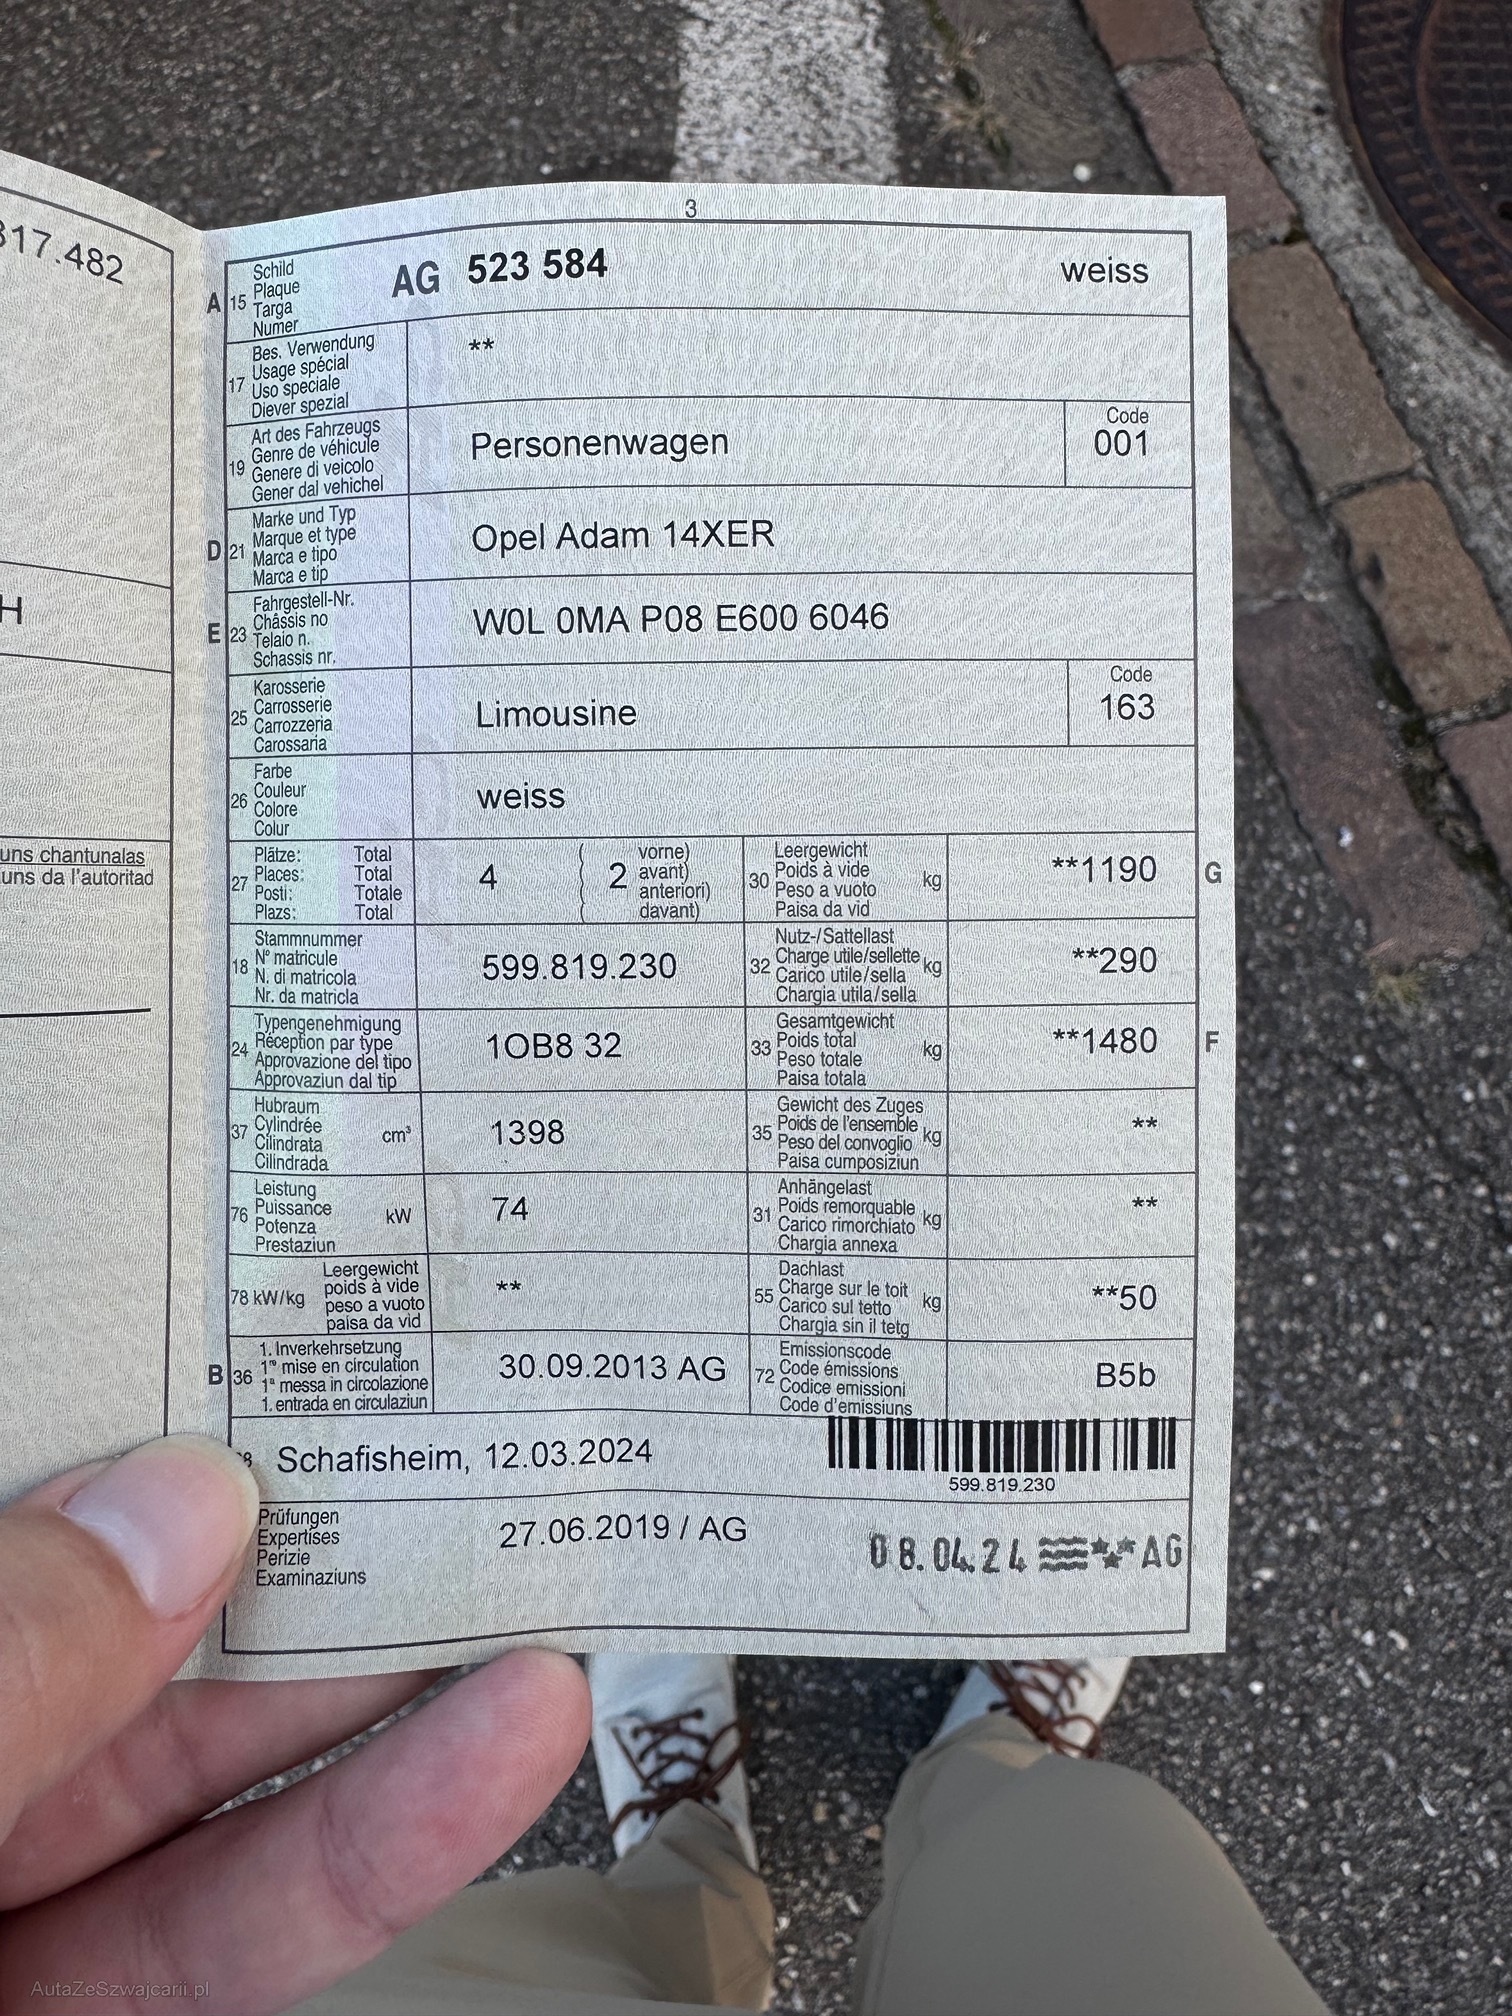 317.482
H
uns chantunalas
uns da l'autoritad
3
A 15 Schild
Plaque
Targa
Numer
AG 523 584 weiss
17 Bes. Verwendung
Usage spécial
Uso speciale
Diever spezial
**
19 Art des Fahrzeugs
Genre de véhicule
Genere di veicolo
Gener dal vehichel
Personenwagen
Code
001
D 21 Marke und Typ
Marque et type
Marca e tipo
Marca e tip
Opel Adam 14XER
E 23 Fahrgestell-Nr.
Châssis no
Telaio n.
Schassis nr.
W0L 0MA P08 E600 6046
25 Karosserie
Carrosserie
Carrozzeria
Carossaria
Limousine
Code
163
26 Farbe
Couleur
Colore
Colur
weiss
27 Plätze: Total
Places: Total
Posti: Totale
Plazs: Total
4 ( 2 vorne)
( avant)
( anteriori)
( davant)
30 Leergewicht
Poids à vide
Peso a vuoto
Paisa da vid
kg **1190 G
18 Stammnummer
N° matricule
N. di matricola
Nr. da matricla
599.819.230
32 Nutz-/Sattellast
Charge utile/sellette
Carico utile/sella
Chargia utila/sella
kg **290
24 Typengenehmigung
Réception par type
Approvazione del tipo
Approvaziun dal tip
1OB8 32
33 Gesamtgewicht
Poids total
Peso totale
Paisa totala
kg **1480 F
37 Hubraum
Cylindrée
Cilindrata
Cilindrada
cm³ 1398
35 Gewicht des Zuges
Poids de l'ensemble
Peso del convoglio
Paisa cumposiziun
kg **
76 Leistung
Puissance
Potenza
Prestaziun
kW 74
31 Anhängelast
Poids remorquable
Carico rimorchiato
Chargia annexa
kg **
78 kW/kg Leergewicht
poids à vide
peso a vuoto
paisa da vid
**
55 Dachlast
Charge sur le toit
Carico sul tetto
Chargia sin il tetg
kg **50
B 36 1. Inverkehrsetzung
1re mise en circulation
1a messa in circolazione
1. entrada en circulaziun
30.09.2013 AG
72 Emissionscode
Code émissions
Codice emissioni
Code d'emissiuns
B5b
8 Schafisheim, 12.03.2024
599.819.230
Prüfungen
Expertises
Perizie
Examinaziuns
27.06.2019 / AG
08.04.24 AG
AutaZeSzwajcarii.pl